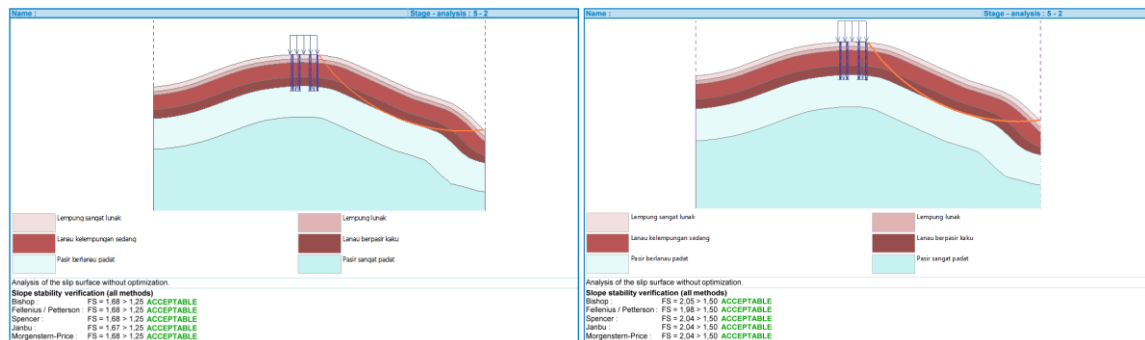 Name :
Stage - analysis : 5 - 2
Lempung sangat lunak
Lempung lunak
Lanau kelempungan sedang
Lanau berpasir kaku
Pasir berlanau padat
Pasir sangat padat
Analysis of the slip surface without optimization.
Slope stability verification (all methods)
Bishop : FS = 1,68 > 1,25 ACCEPTABLE
Fellenius / Petterson : FS = 1,68 > 1,25 ACCEPTABLE
Spencer : FS = 1,68 > 1,25 ACCEPTABLE
Janbu : FS = 1,67 > 1,25 ACCEPTABLE
Morgenstern-Price : FS = 1,68 > 1,25 ACCEPTABLE
Name :
Stage - analysis : 5 - 2
Lempung sangat lunak
Lempung lunak
Lanau kelempungan sedang
Lanau berpasir kaku
Pasir berlanau padat
Pasir sangat padat
Analysis of the slip surface without optimization.
Slope stability verification (all methods)
Bishop : FS = 2,05 > 1,50 ACCEPTABLE
Fellenius / Petterson : FS = 1,98 > 1,50 ACCEPTABLE
Spencer : FS = 2,04 > 1,50 ACCEPTABLE
Janbu : FS = 2,04 > 1,50 ACCEPTABLE
Morgenstern-Price : FS = 2,04 > 1,50 ACCEPTABLE